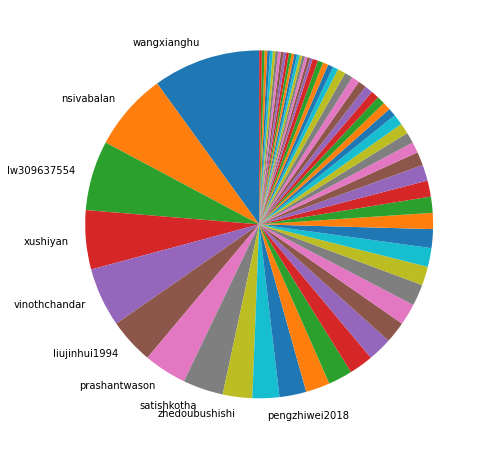 wangxianghu
nsivabalan
lw309637554
xushiyan
vinothchandar
liujinhui1994
prashantwason
satishkotha
zhedoubushishi
pengzhiwei2018